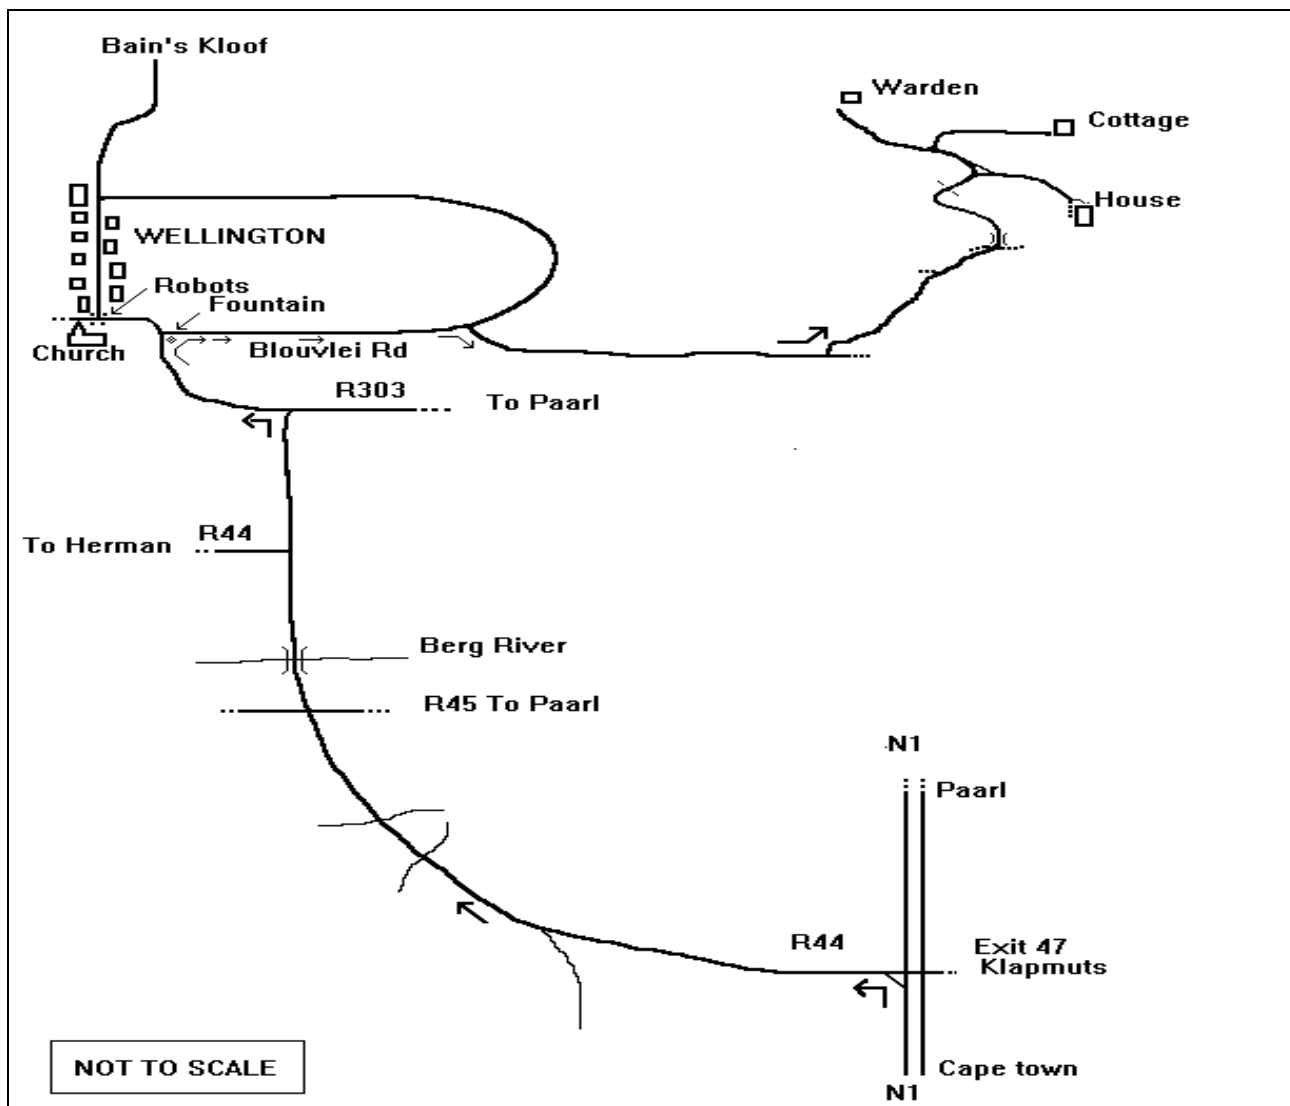 Bain's Kloof
Warden
Cottage
House
WELLINGTON
Robots
Fountain
Church
Blouvlei Rd
R303
To Paarl
R44
To Herman
Berg River
R45 To Paarl
N1
Paarl
R44
Exit 47
Klapmuts
NOT TO SCALE
Cape town
N1